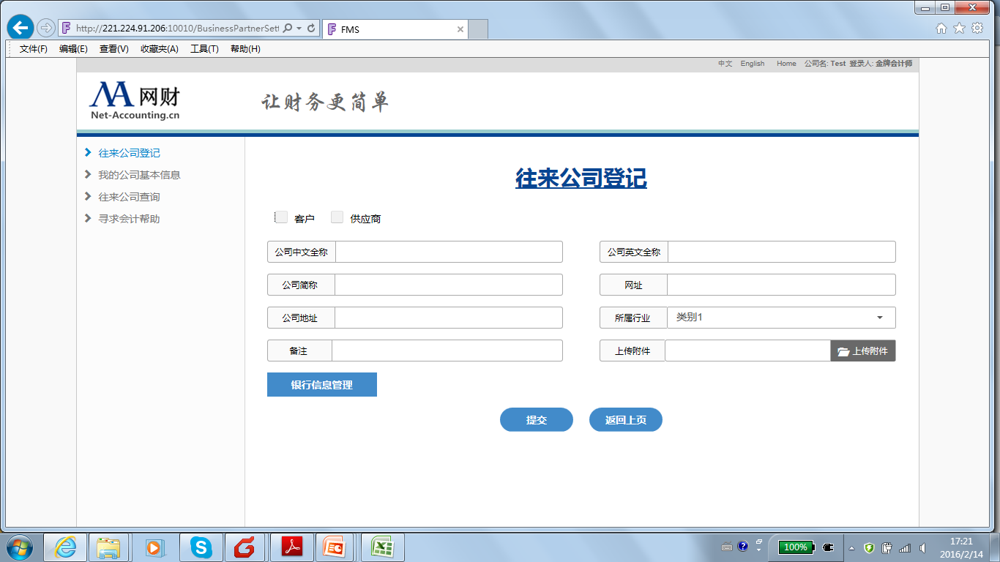 http://221.224.91.206:10010/BusinessPartnerSet
FMS
文件(F) 编辑(E) 查看(V) 收藏夹(A) 工具(T) 帮助(H)
中文 English Home 公司名: Test 登录人: 金牌会计师
网财
Net-Accounting.cn
让财务更简单
往来公司登记
我的公司基本信息
往来公司查询
寻求会计帮助
往来公司登记
客户 供应商
公司中文全称 公司英文全称
公司简称 网址
公司地址 所属行业 类别1
备注 上传附件 上传附件
银行信息管理
提交 返回上页
100%
17:21
2016/2/14